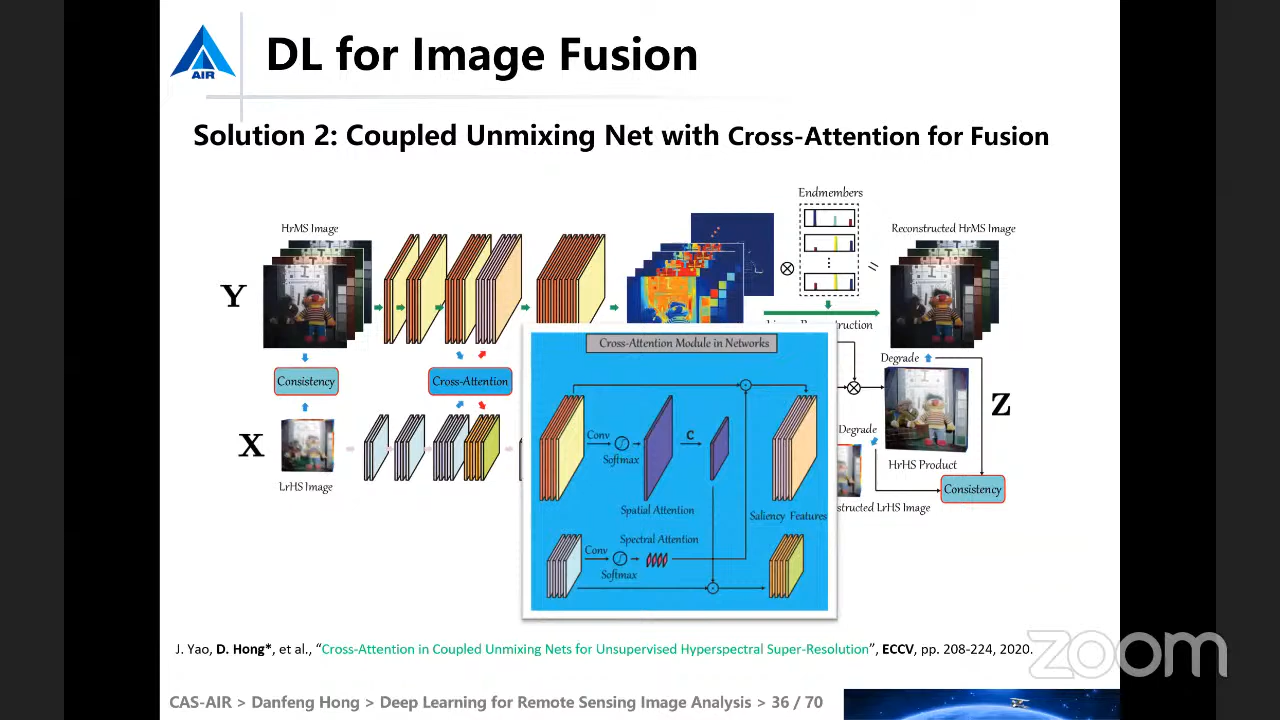 AIR
DL for Image Fusion
Solution 2: Coupled Unmixing Net with Cross-Attention for Fusion
Endmembers
HrMS Image
Reconstructed HrMS Image
Y
Cross-Attention Module in Networks
Degrade
Consistency
Cross-Attention
Z
X
Conv
Softmax
C
Degrade
HrHS Product
LrHS Image
Consistency
Spatial Attention
Saliency Features
structed LrHS Image
Spectral Attention
Conv
Softmax
J. Yao, D. Hong*, et al., “Cross-Attention in Coupled Unmixing Nets for Unsupervised Hyperspectral Super-Resolution”, ECCV, pp. 208-224, 2020.
zoom
CAS-AIR > Danfeng Hong > Deep Learning for Remote Sensing Image Analysis > 36 / 70